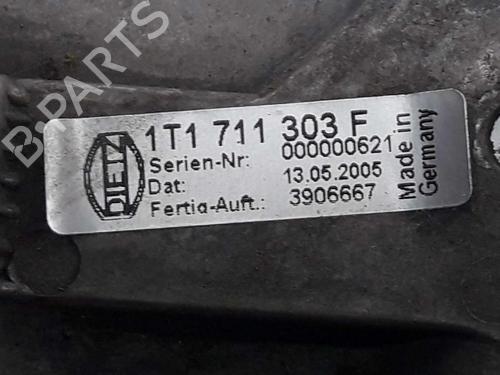 B-PARTS
DIETZ
1T1 711 303 F
Serien-Nr: 000000621
Dat: 13.05.2005
Fertig-Auft.: 3906667
Made in
Germany